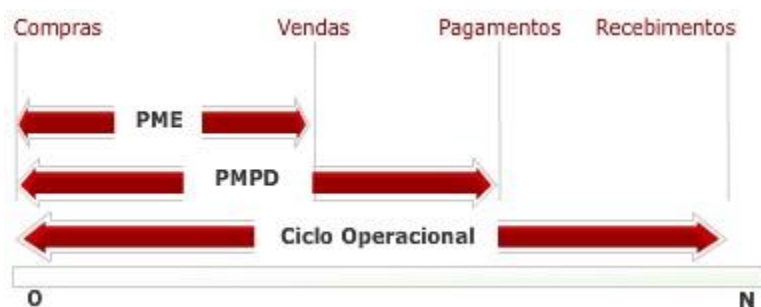 Compras Vendas Pagamentos Recebimentos
PME
PMPD
Ciclo Operacional
0 N